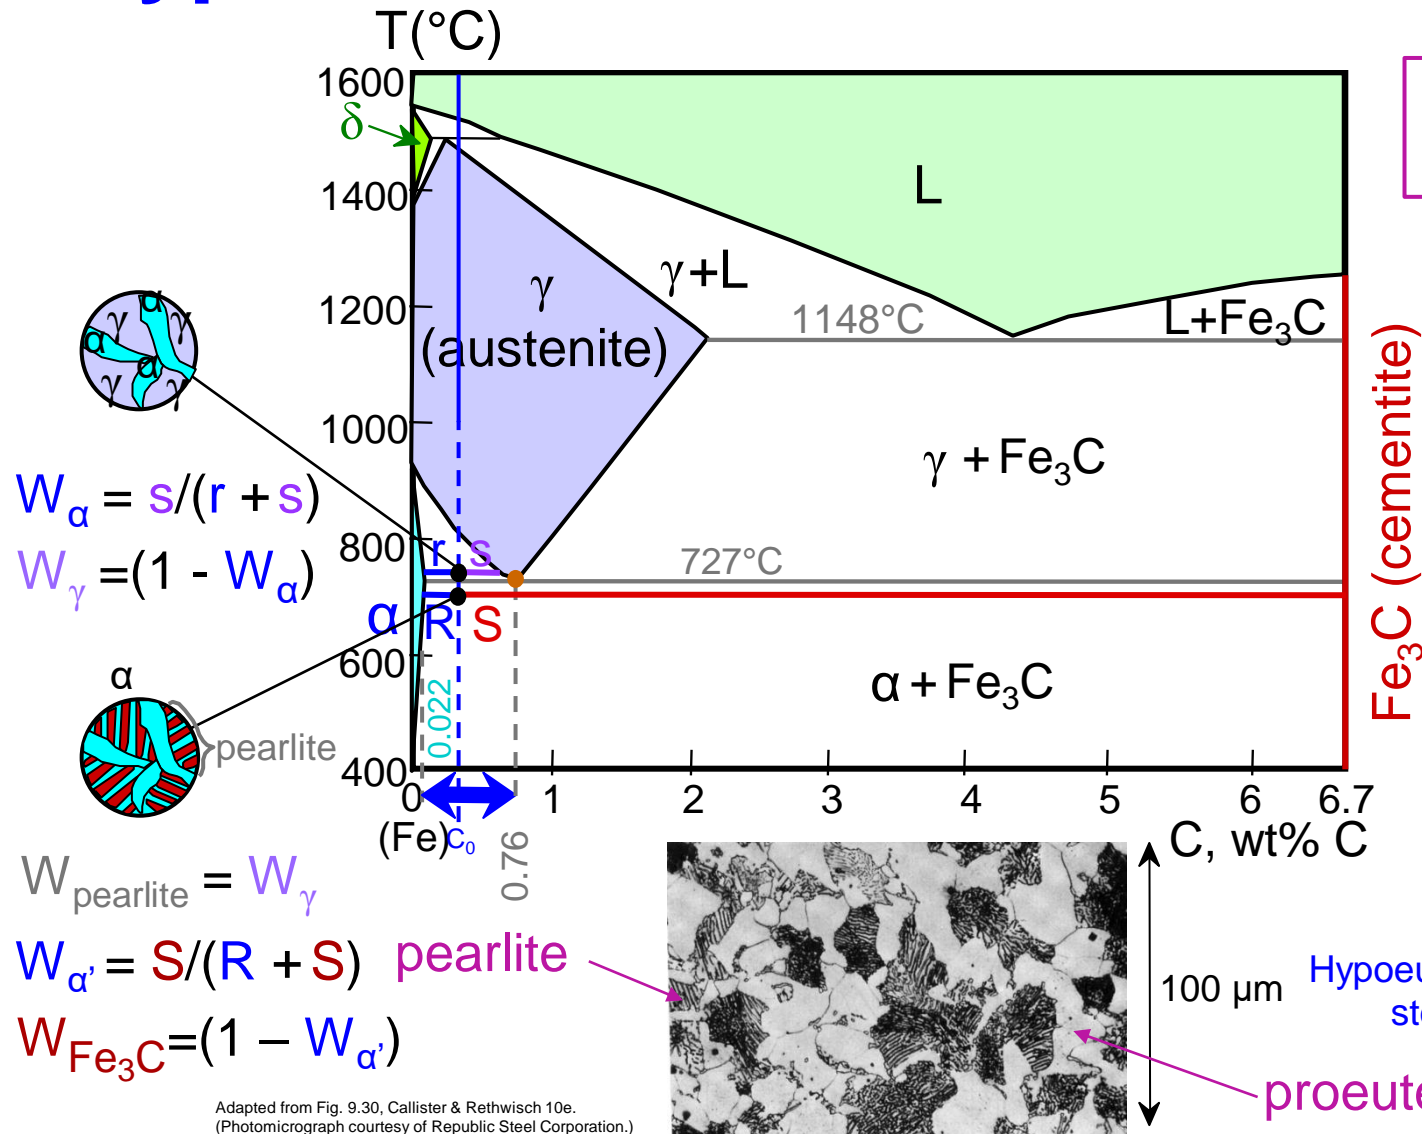 T(°C)
1600
δ
1400
L
γ+L
γ
(austenite)
1200
1148°C
L+Fe₃C
α
γ
γ
α
α
γ
γ
1000
γ + Fe₃C
Fe₃C (cementite)
Wα = s/(r + s)
Wγ =(1 - Wα)
800
r
s
727°C
α
R
S
600
α + Fe₃C
0.022
α
pearlite
400
0
1
2
3
4
5
6
6.7
(Fe)
C₀
0.76
C, wt% C
Wpearlite = Wγ
Wα' = S/(R + S)
WFe₃C=(1 – Wα')
pearlite
100 μm
Adapted from Fig. 9.30, Callister & Rethwisch 10e.
(Photomicrograph courtesy of Republic Steel Corporation.)